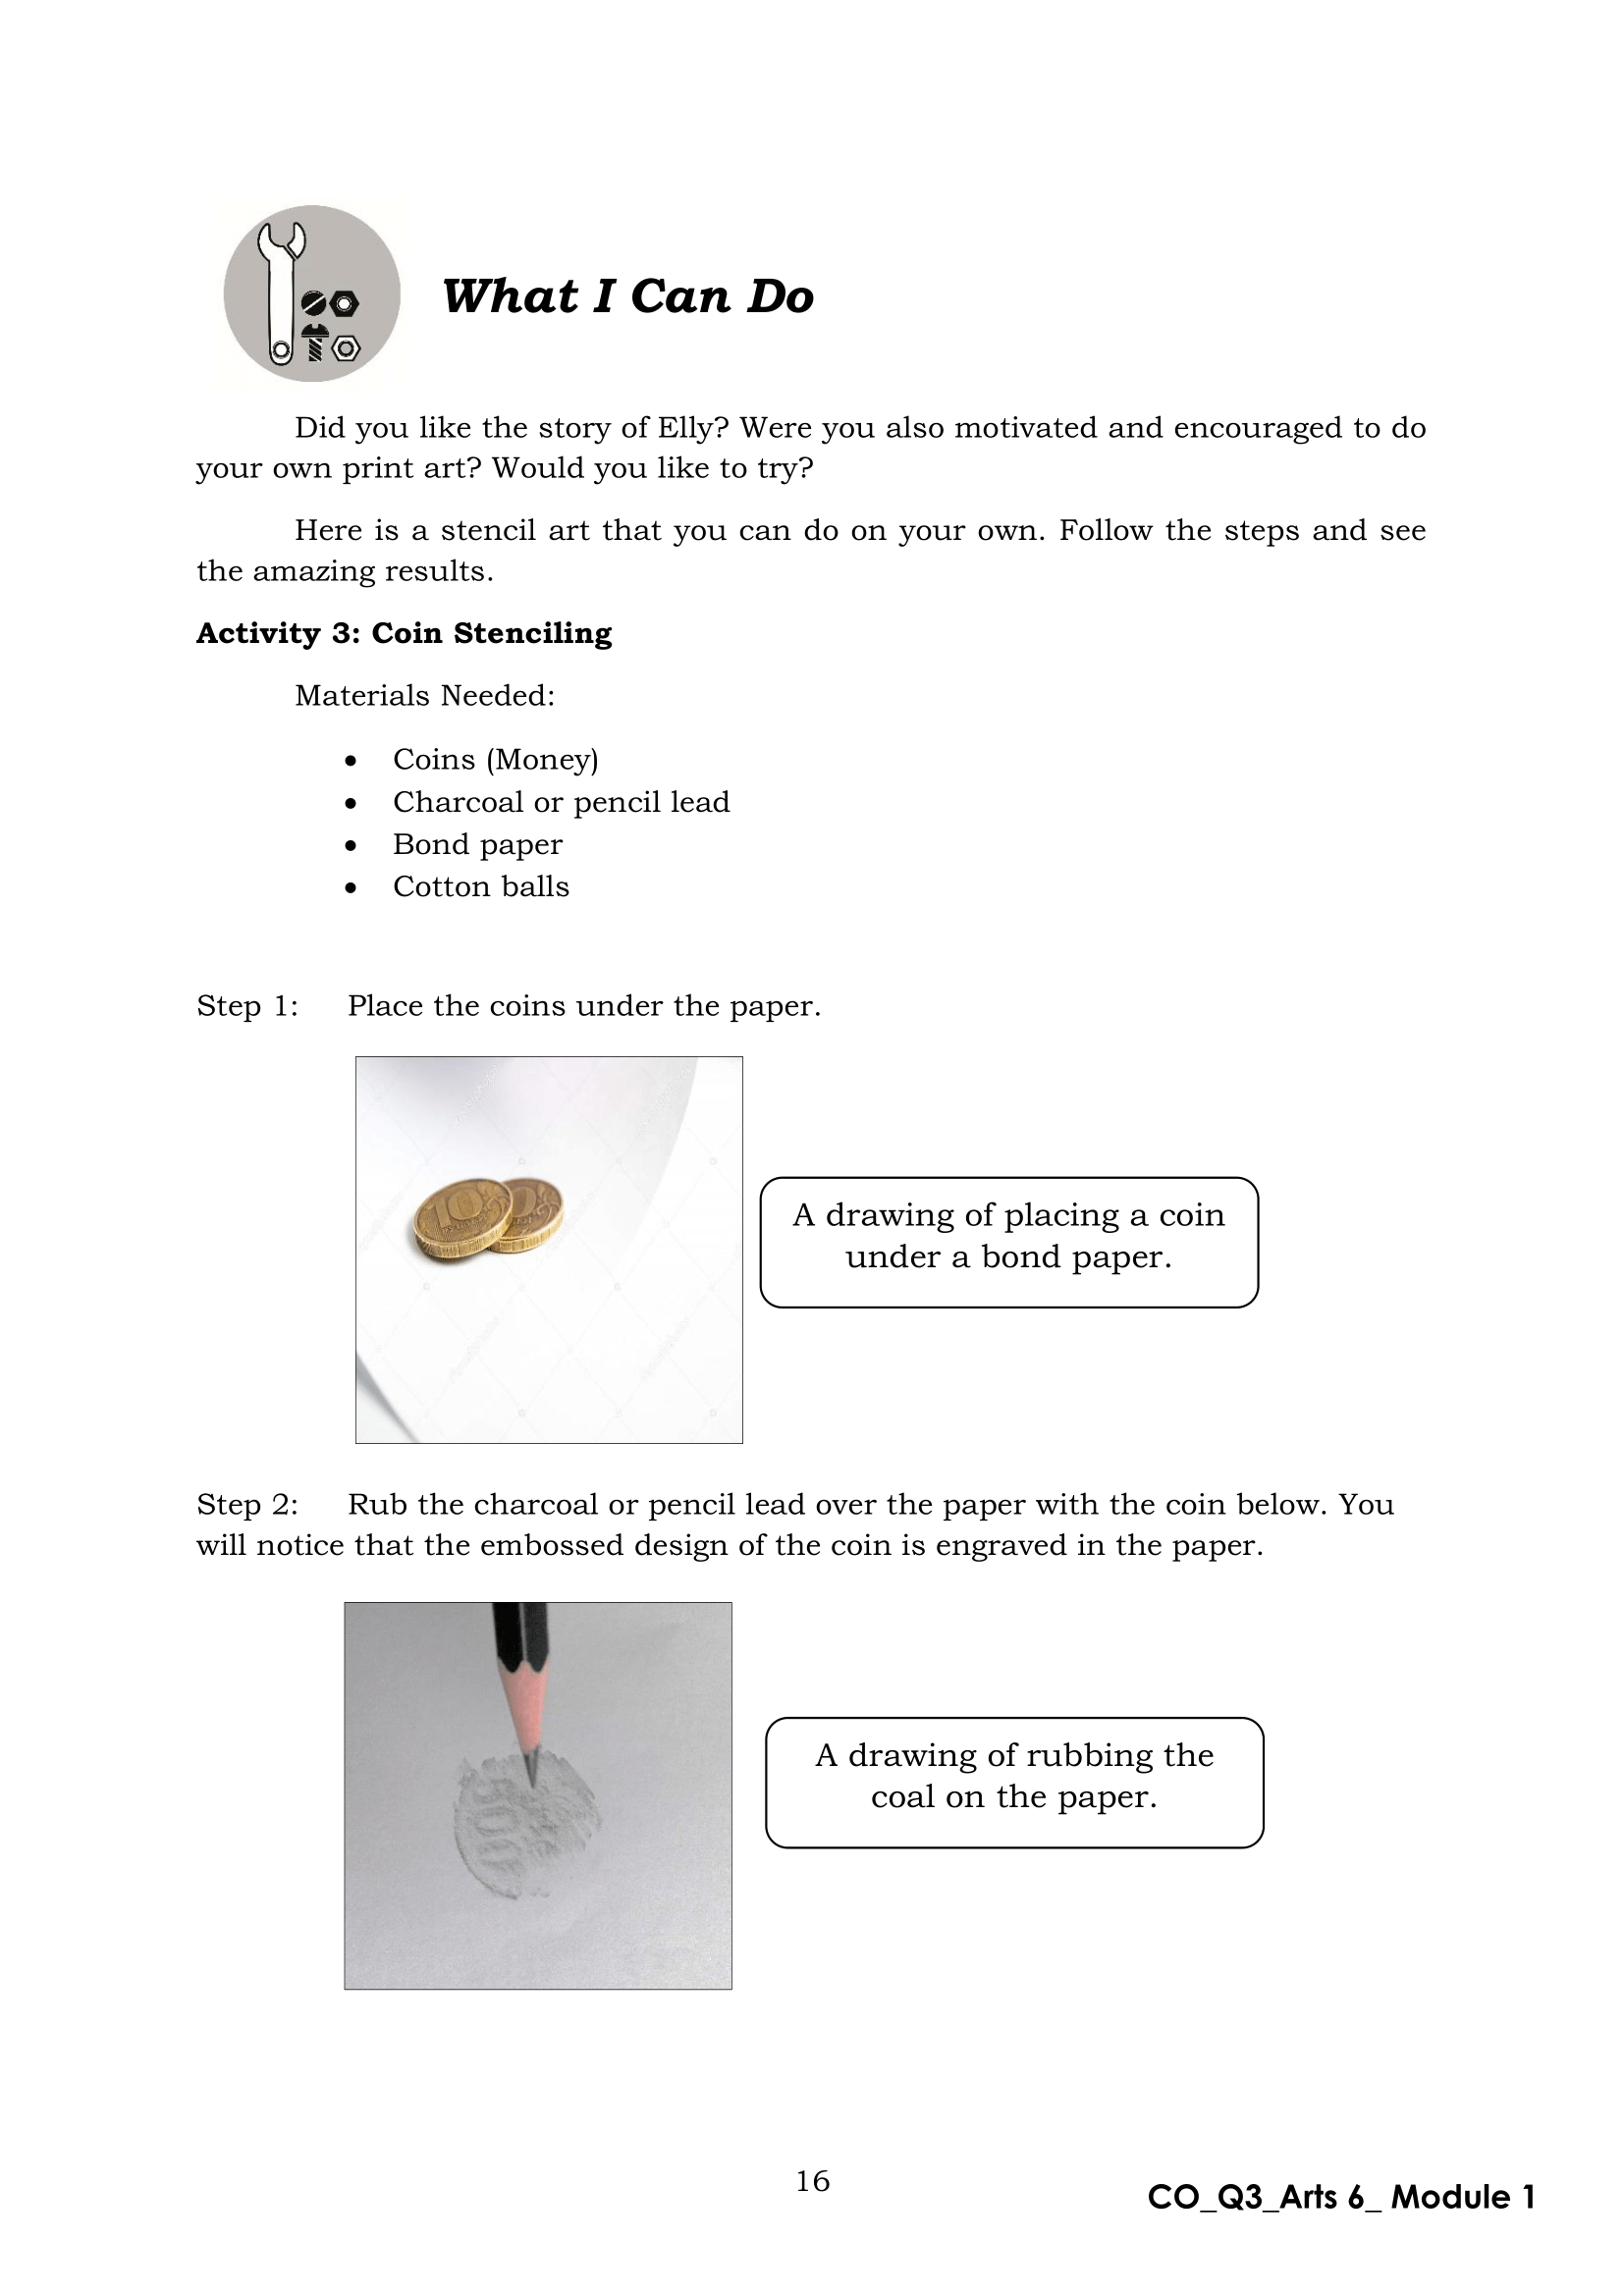 What I Can Do
Did you like the story of Elly? Were you also motivated and encouraged to do
your own print art? Would you like to try?
Here is a stencil art that you can do on your own. Follow the steps and see
the amazing results.
Activity 3: Coin Stenciling
Materials Needed:
• Coins (Money)
• Charcoal or pencil lead
• Bond paper
• Cotton balls
Step 1: Place the coins under the paper.
10
A drawing of placing a coin
under a bond paper.
Step 2: Rub the charcoal or pencil lead over the paper with the coin below. You
will notice that the embossed design of the coin is engraved in the paper.
A drawing of rubbing the
coal on the paper.
16
CO_Q3_Arts 6_ Module 1